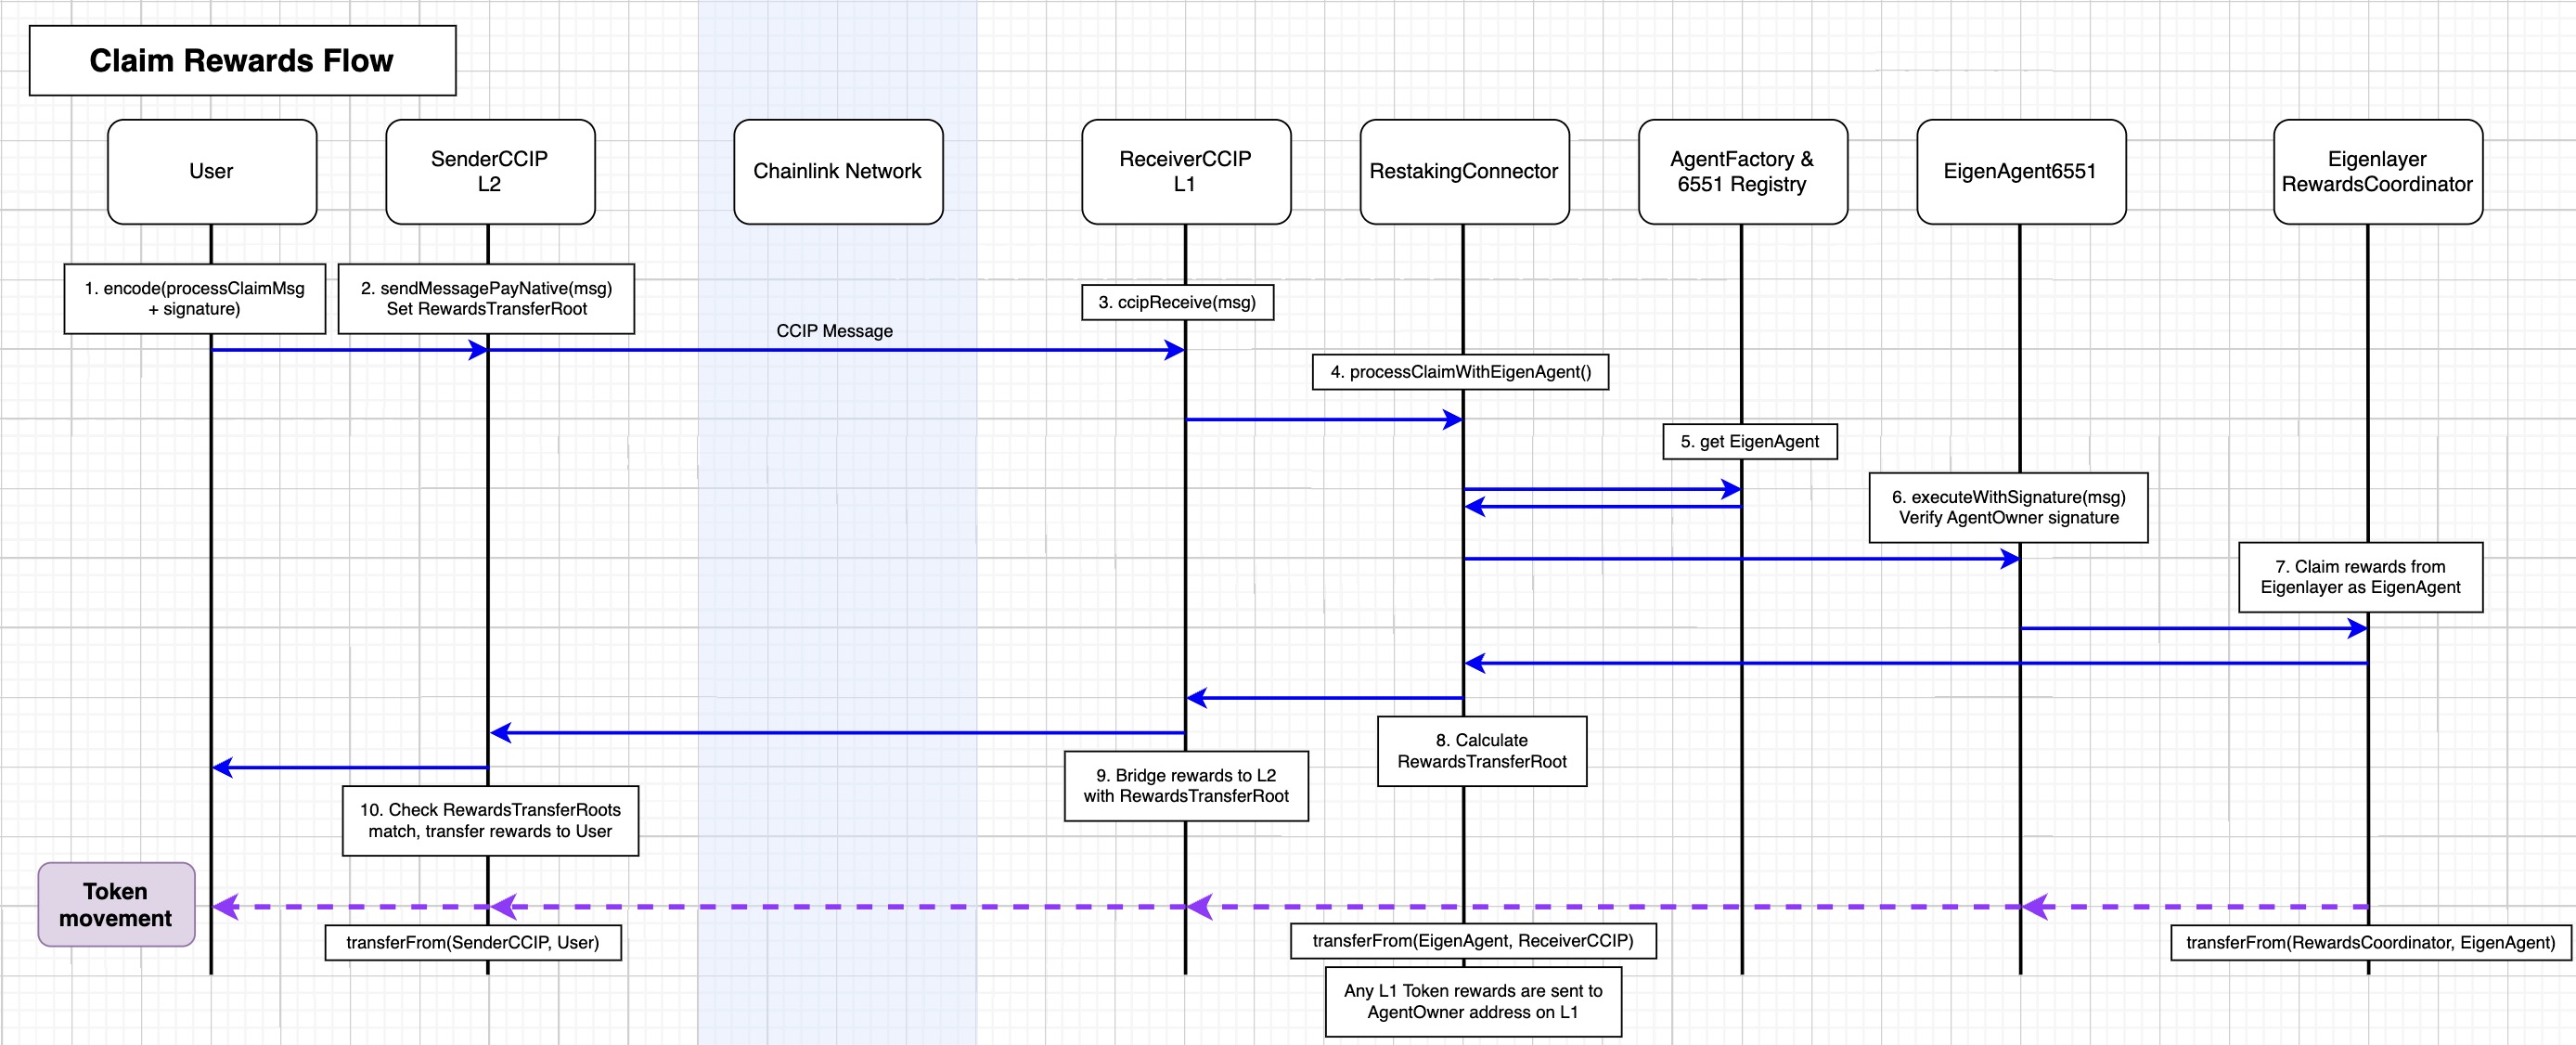 Claim Rewards Flow
User
SenderCCIP
L2
Chainlink Network
ReceiverCCIP
L1
RestakingConnector
AgentFactory &
6551 Registry
EigenAgent6551
Eigenlayer
RewardsCoordinator
1. encode(processClaimMsg
+ signature)
2. sendMessagePayNative(msg)
Set RewardsTransferRoot
CCIP Message
3. ccipReceive(msg)
4. processClaimWithEigenAgent()
5. get EigenAgent
6. executeWithSignature(msg)
Verify AgentOwner signature
7. Claim rewards from
Eigenlayer as EigenAgent
8. Calculate
RewardsTransferRoot
9. Bridge rewards to L2
with RewardsTransferRoot
10. Check RewardsTransferRoots
match, transfer rewards to User
Token
movement
transferFrom(SenderCCIP, User)
transferFrom(EigenAgent, ReceiverCCIP)
transferFrom(RewardsCoordinator, EigenAgent)
Any L1 Token rewards are sent to
AgentOwner address on L1